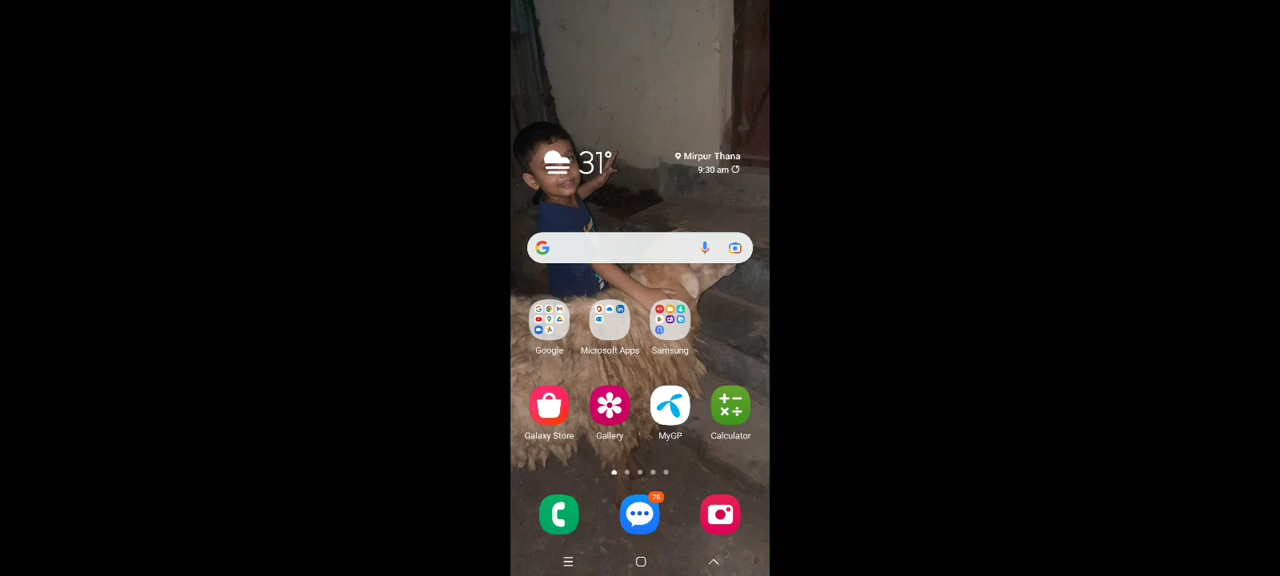 31°
Mirpur Thana
9:30 am
Google
Microsoft Apps
Samsung
Galaxy Store
Gallery
MyGP
Calculator